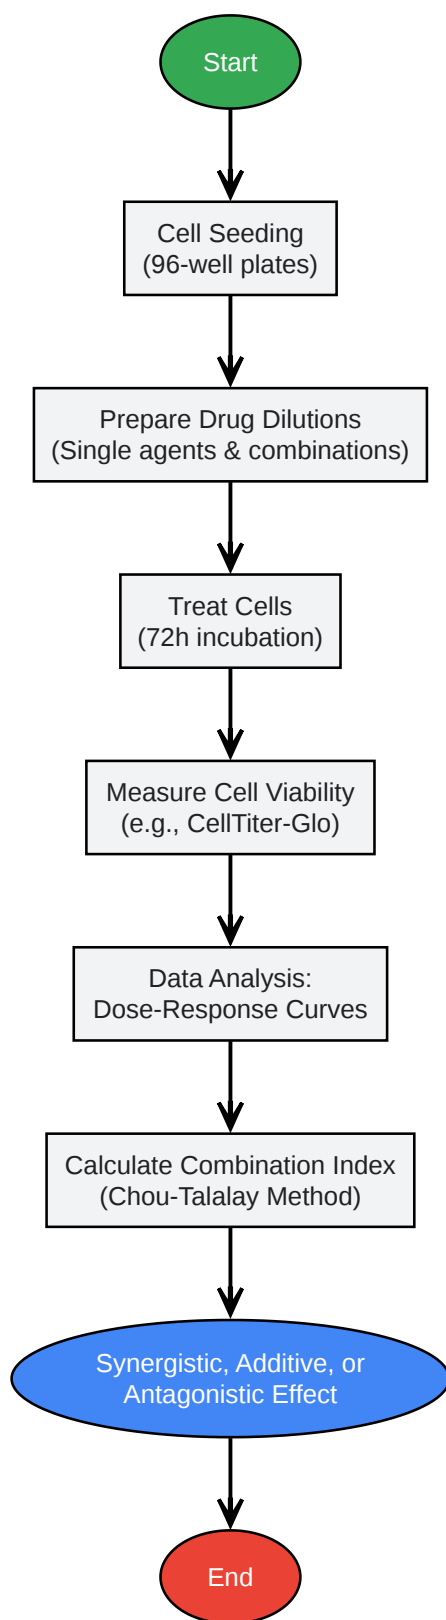 Start
Cell Seeding
(96-well plates)
Prepare Drug Dilutions
(Single agents & combinations)
Treat Cells
(72h incubation)
Measure Cell Viability
(e.g., CellTiter-Glo)
Data Analysis:
Dose-Response Curves
Calculate Combination Index
(Chou-Talalay Method)
Synergistic, Additive, or
Antagonistic Effect
End